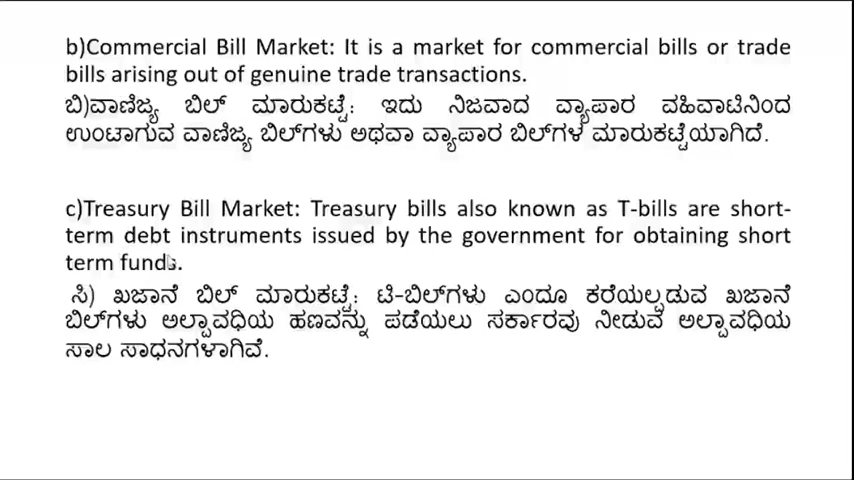 b)Commercial Bill Market: It is a market for commercial bills or trade
bills arising out of genuine trade transactions.
ಬಿ)ವಾಣಿಜ್ಯ ಬಿಲ್ ಮಾರುಕಟ್ಟೆ: ಇದು ನಿಜವಾದ ವ್ಯಾಪಾರ ವಹಿವಾಟಿನಿಂದ
ಉಂಟಾಗುವ ವಾಣಿಜ್ಯ ಬಿಲ್‌ಗಳು ಅಥವಾ ವ್ಯಾಪಾರ ಬಿಲ್‌ಗಳ ಮಾರುಕಟ್ಟೆಯಾಗಿದೆ.
c)Treasury Bill Market: Treasury bills also known as T-bills are short-
term debt instruments issued by the government for obtaining short
term funds.
ಸಿ) ಖಜಾನೆ ಬಿಲ್ ಮಾರುಕಟ್ಟೆ: ಟಿ-ಬಿಲ್‌ಗಳು ಎಂದೂ ಕರೆಯಲ್ಪಡುವ ಖಜಾನೆ
ಬಿಲ್‌ಗಳು ಅಲ್ಪಾವಧಿಯ ಹಣವನ್ನು ಪಡೆಯಲು ಸರ್ಕಾರವು ನೀಡುವ ಅಲ್ಪಾವಧಿಯ
ಸಾಲ ಸಾಧನಗಳಾಗಿವೆ.